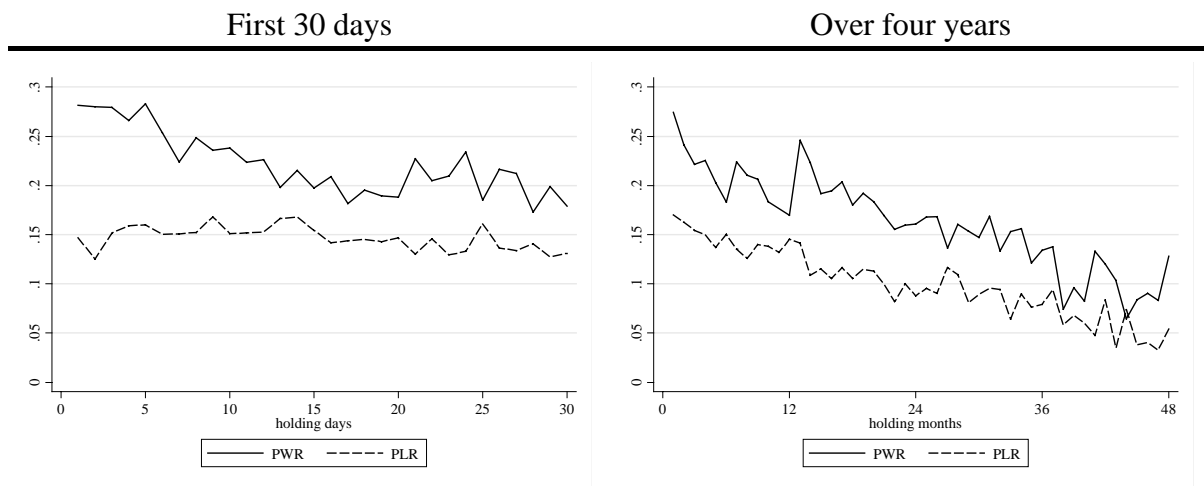 First 30 days
Over four years
.3
.25
.2
.15
.1
.05
0
0 5 10 15 20 25 30
holding days
PWR PLR
.3
.25
.2
.15
.1
.05
0
0 12 24 36 48
holding months
PWR PLR